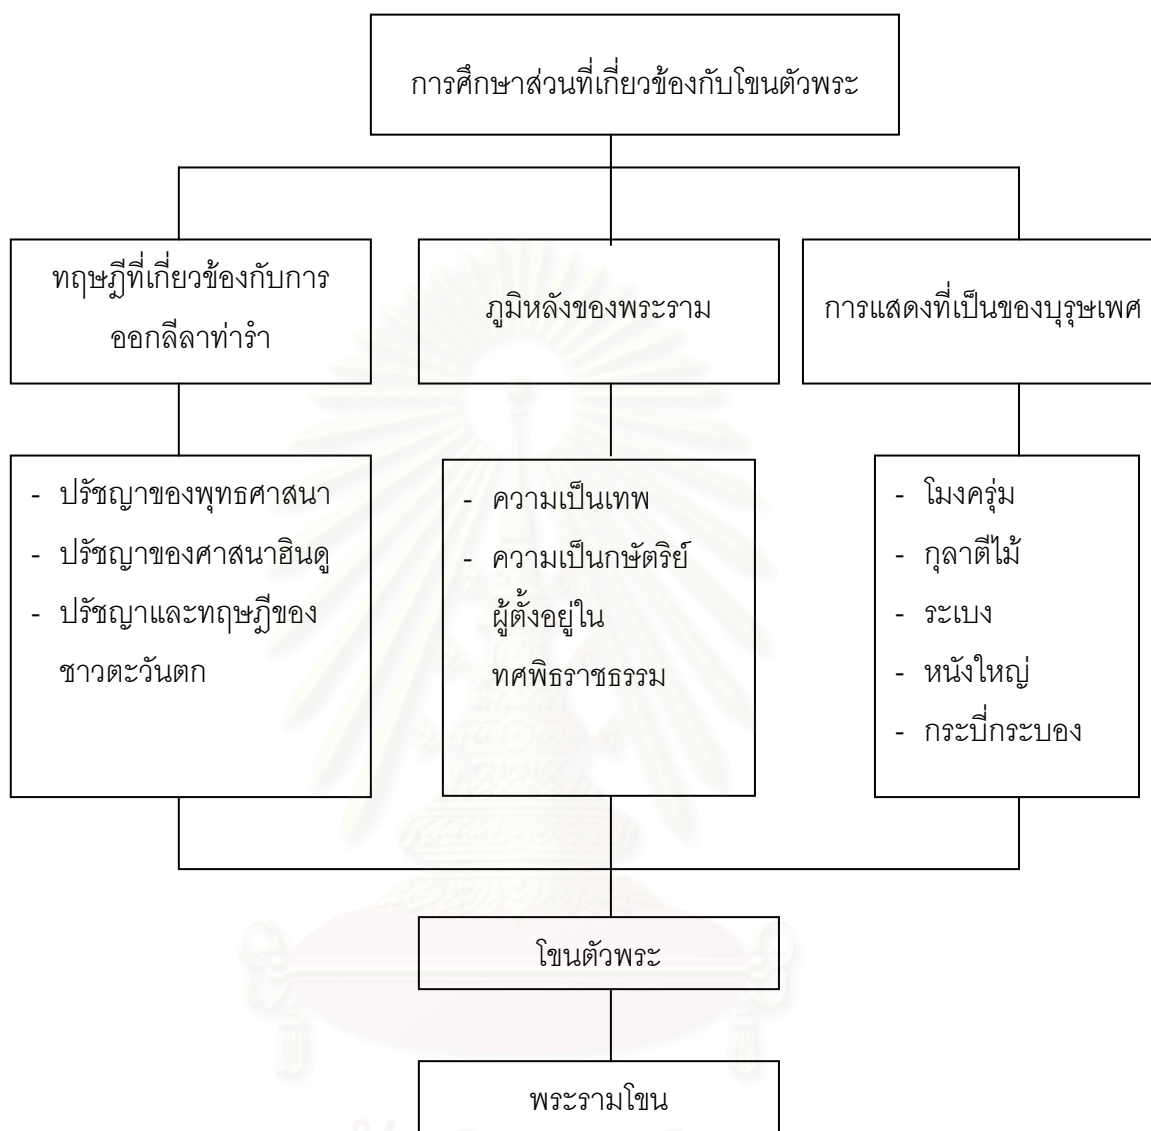 การศึกษาส่วนที่เกี่ยวข้องกับโขนตัวพระ
ทฤษฎีที่เกี่ยวข้องกับการ
ออกลีลาท่ารำ
ภูมิหลังของพระราม
การแสดงที่เป็นของบุรุษเพศ
- ปรัชญาของพุทธศาสนา
- ปรัชญาของศาสนาฮินดู
- ปรัชญาและทฤษฎีของ
ชาวตะวันตก
- ความเป็นเทพ
- ความเป็นกษัตริย์
ผู้ตั้งอยู่ใน
ทศพิธราชธรรม
- โมงครุ่ม
- กุลาตีไม้
- ระเบง
- หนังใหญ่
- กระบี่กระบอง
โขนตัวพระ
พระรามโขน